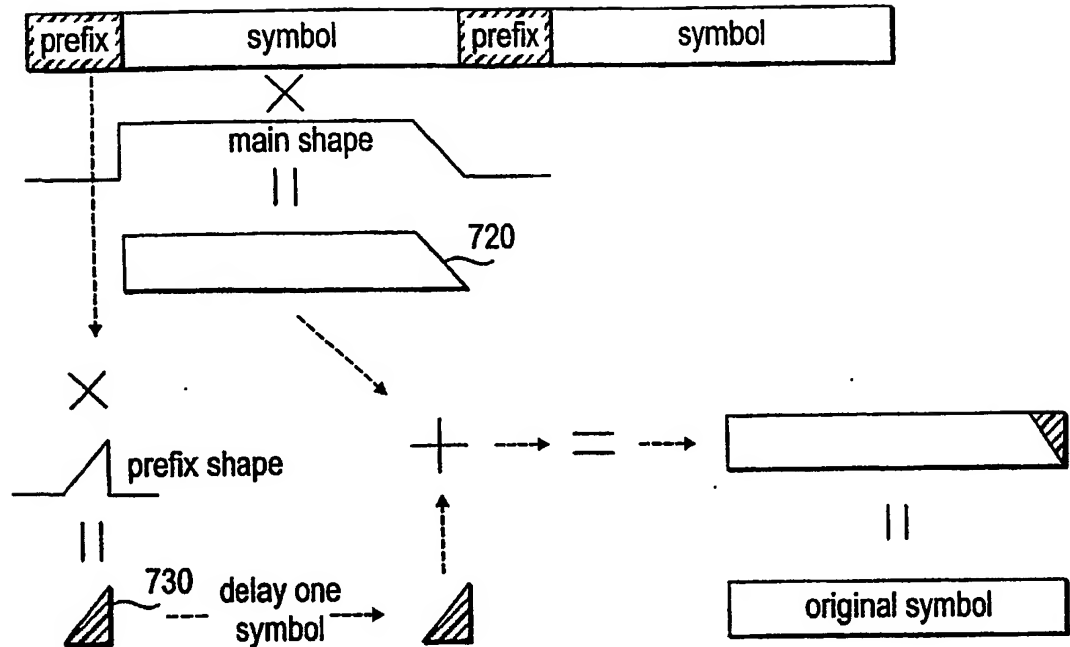 prefix symbol prefix symbol
main shape
720
prefix shape
730
delay one
symbol
original symbol